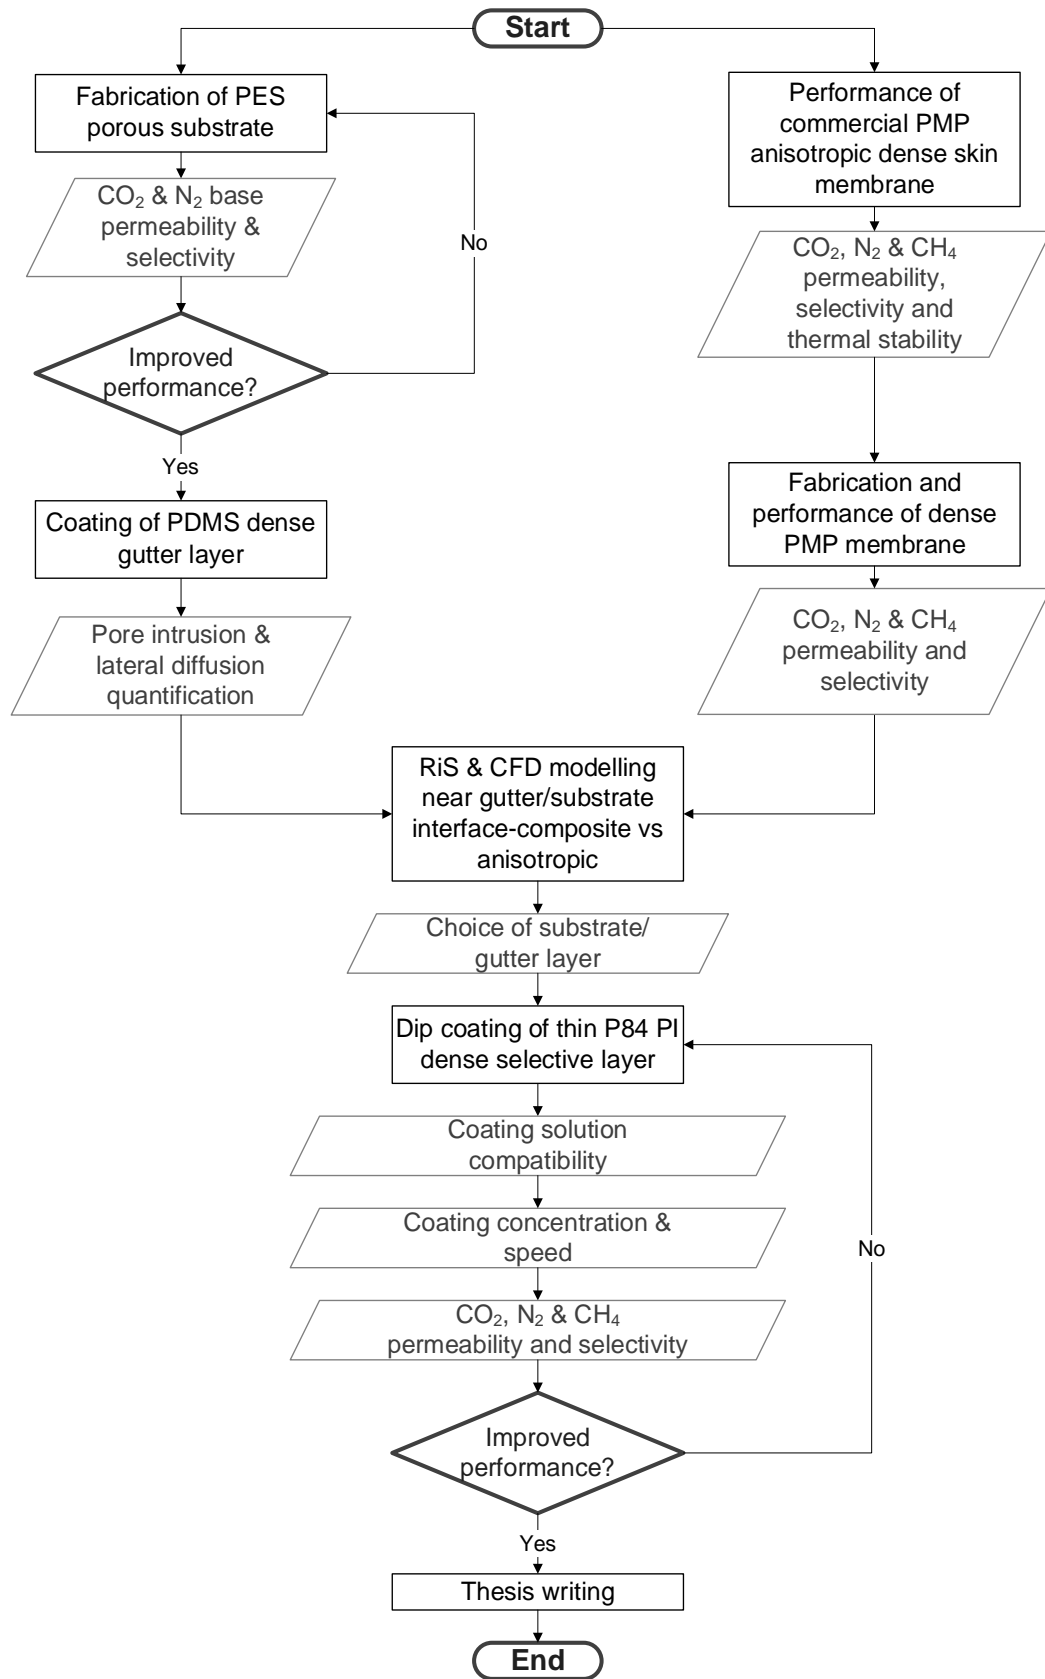 Start
Fabrication of PES
porous substrate
CO₂ & N₂ base
permeability &
selectivity
No
Improved
performance?
Yes
Coating of PDMS dense
gutter layer
Pore intrusion &
lateral diffusion
quantification
Performance of
commercial PMP
anisotropic dense skin
membrane
CO₂, N₂ & CH₄
permeability,
selectivity and
thermal stability
Fabrication and
performance of dense
PMP membrane
CO₂, N₂ & CH₄
permeability and
selectivity
RiS & CFD modelling
near gutter/substrate
interface-composite vs
anisotropic
Choice of substrate/
gutter layer
Dip coating of thin P84 PI
dense selective layer
Coating solution
compatibility
Coating concentration &
speed
CO₂, N₂ & CH₄
permeability and selectivity
No
Improved
performance?
Yes
Thesis writing
End